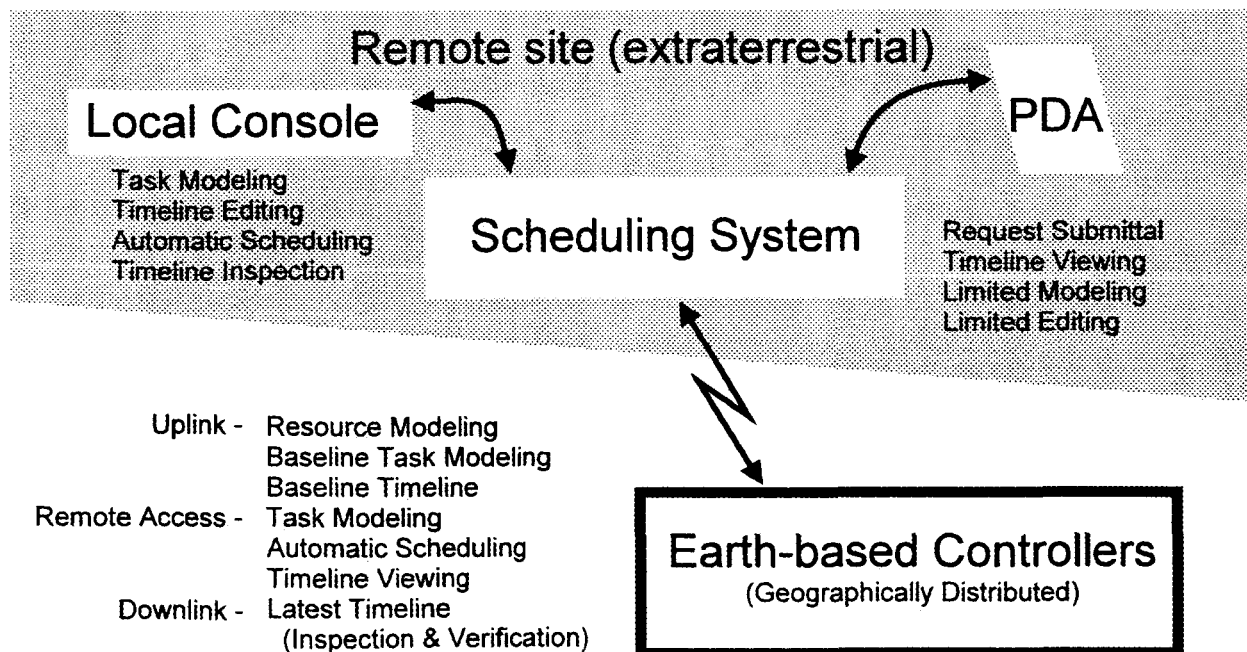 Remote site (extraterrestrial)
Local Console
PDA
Task Modeling
Timeline Editing
Automatic Scheduling
Timeline Inspection
Scheduling System
Request Submittal
Timeline Viewing
Limited Modeling
Limited Editing
Uplink - Resource Modeling
Baseline Task Modeling
Baseline Timeline
Remote Access - Task Modeling
Automatic Scheduling
Timeline Viewing
Downlink - Latest Timeline
(Inspection & Verification)
Earth-based Controllers
(Geographically Distributed)